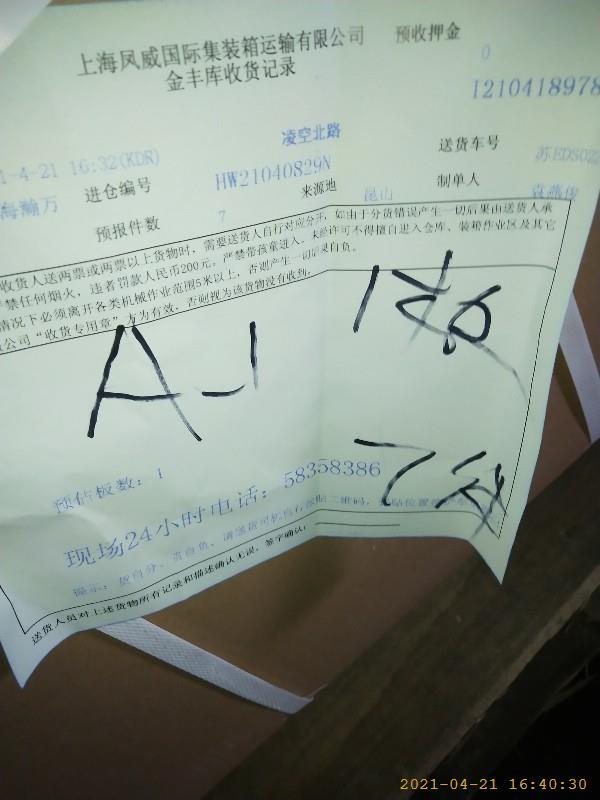 上海凤威国际集装箱运输有限公司
金丰库收货记录
预收押金
0
I210418978
凌空北路
1-4-21 16:32(KDR)
送货车号
苏EDS02
海瀚万
进仓编号
HW21040829N
来源地
昆山
制单人
袁燕俊
预报件数
7
收货人送两票或两票以上货物时，需要送货人自行对应分开，如由于分货错误产生一切后果由送货人承
严禁任何烟火，违者罚款人民币200元。严禁带孩童进入。未经许可不得擅自进入仓库、装箱作业区及其它
情况下必须离开各类机械作业范围5米以上，否则产生一切后果自负。
公司“收货专用章”方为有效，否则视为该货物没有收到。
A-1
7
预估板数：1
现场24小时电话：58358386
送货人员对上述货物所有记录和描述确认无误，签字确认：
2021-04-21 16:40:30